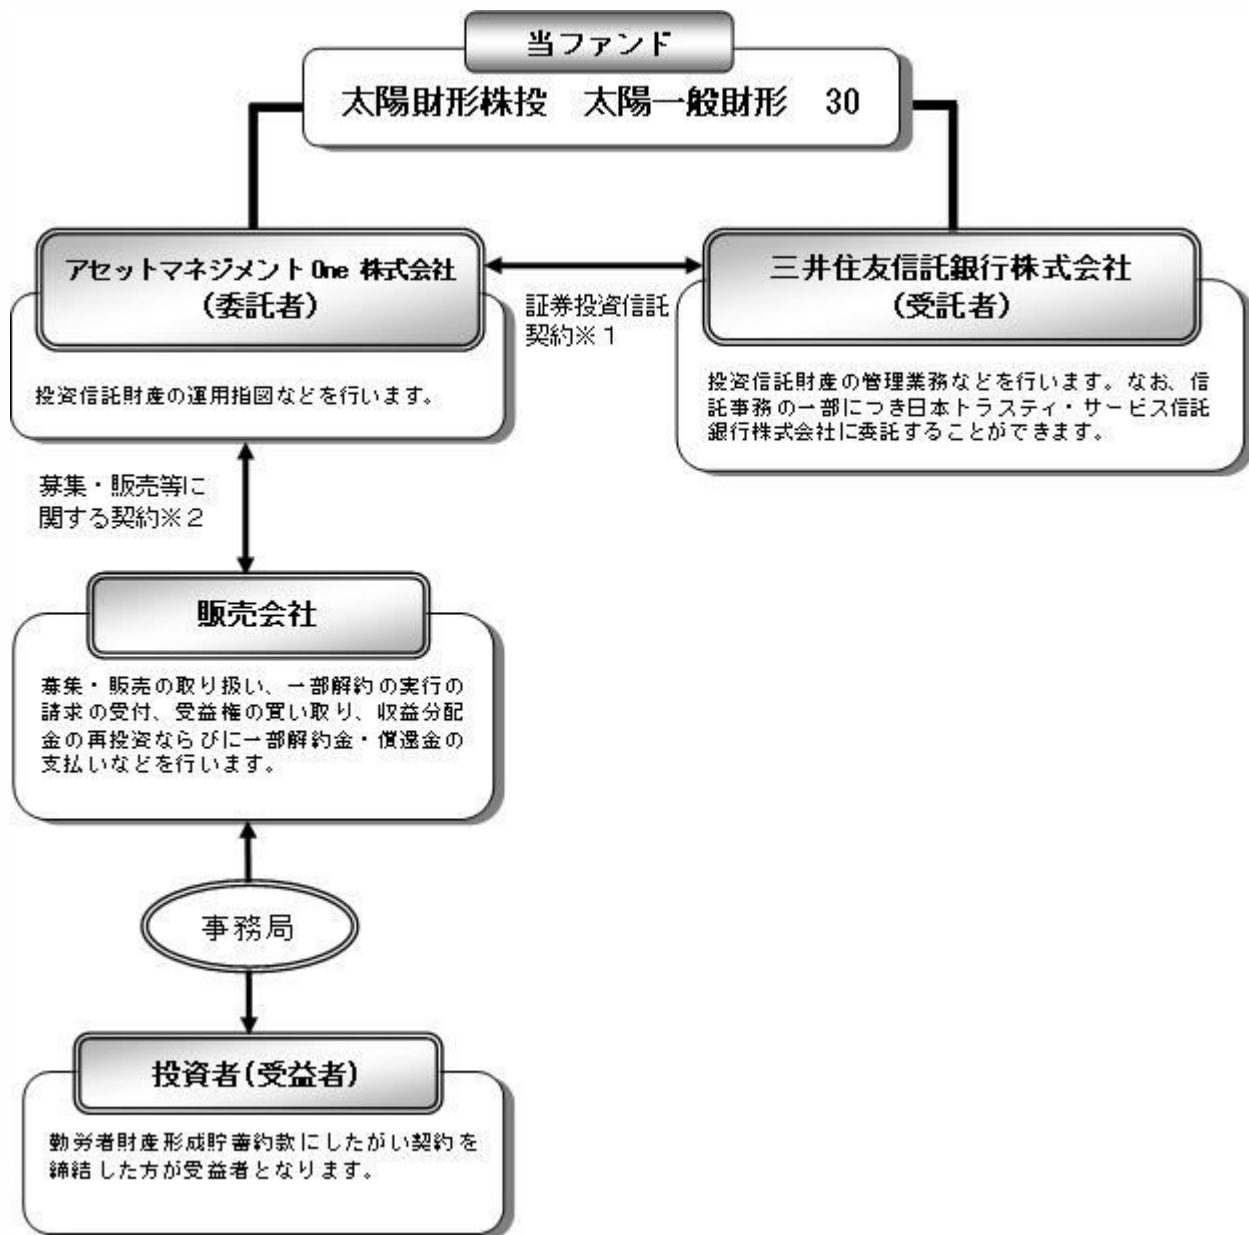 当ファンド
太陽財形株投　太陽一般財形　30
アセットマネジメントOne 株式会社
(委託者)
投資信託財産の運用指図などを行います。
証券投資信託
契約※１
三井住友信託銀行株式会社
(受託者)
投資信託財産の管理業務などを行います。なお、信
託事務の一部につき日本トラスティ・サービス信託
銀行株式会社に委託することができます。
募集・販売等に
関する契約※２
販売会社
募集・販売の取り扱い、一部解約の実行の
請求の受付、受益権の買い取り、収益分配
金の再投資ならびに一部解約金・償還金の
支払いなどを行います。
事務局
投資者(受益者)
勤労者財産形成貯蓄約款にしたがい契約を
締結した方が受益者となります。